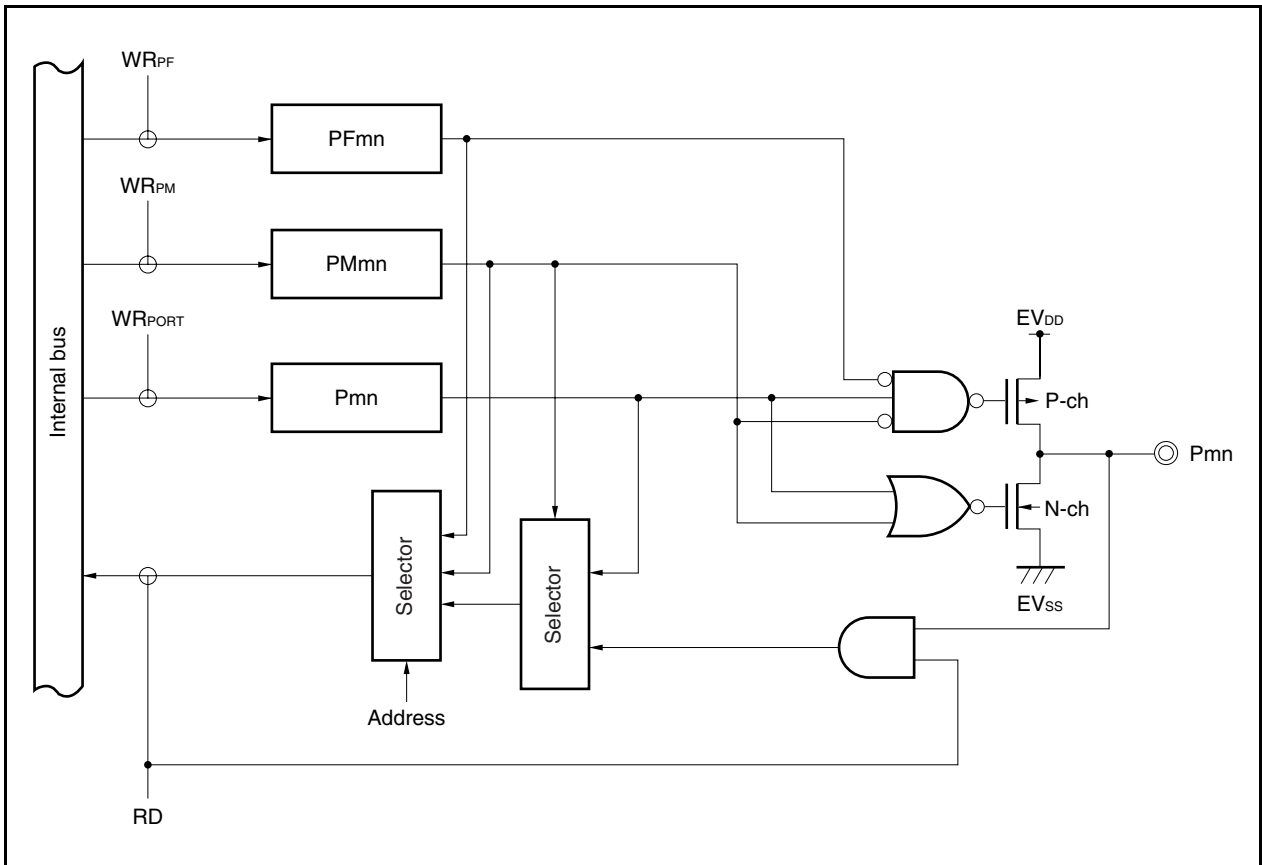 WRPF
PFmn
WRPM
PMmn
WRPORT
Pmn
Internal bus
EVDD
P-ch
Pmn
N-ch
EVSS
Selector
Selector
Address
RD